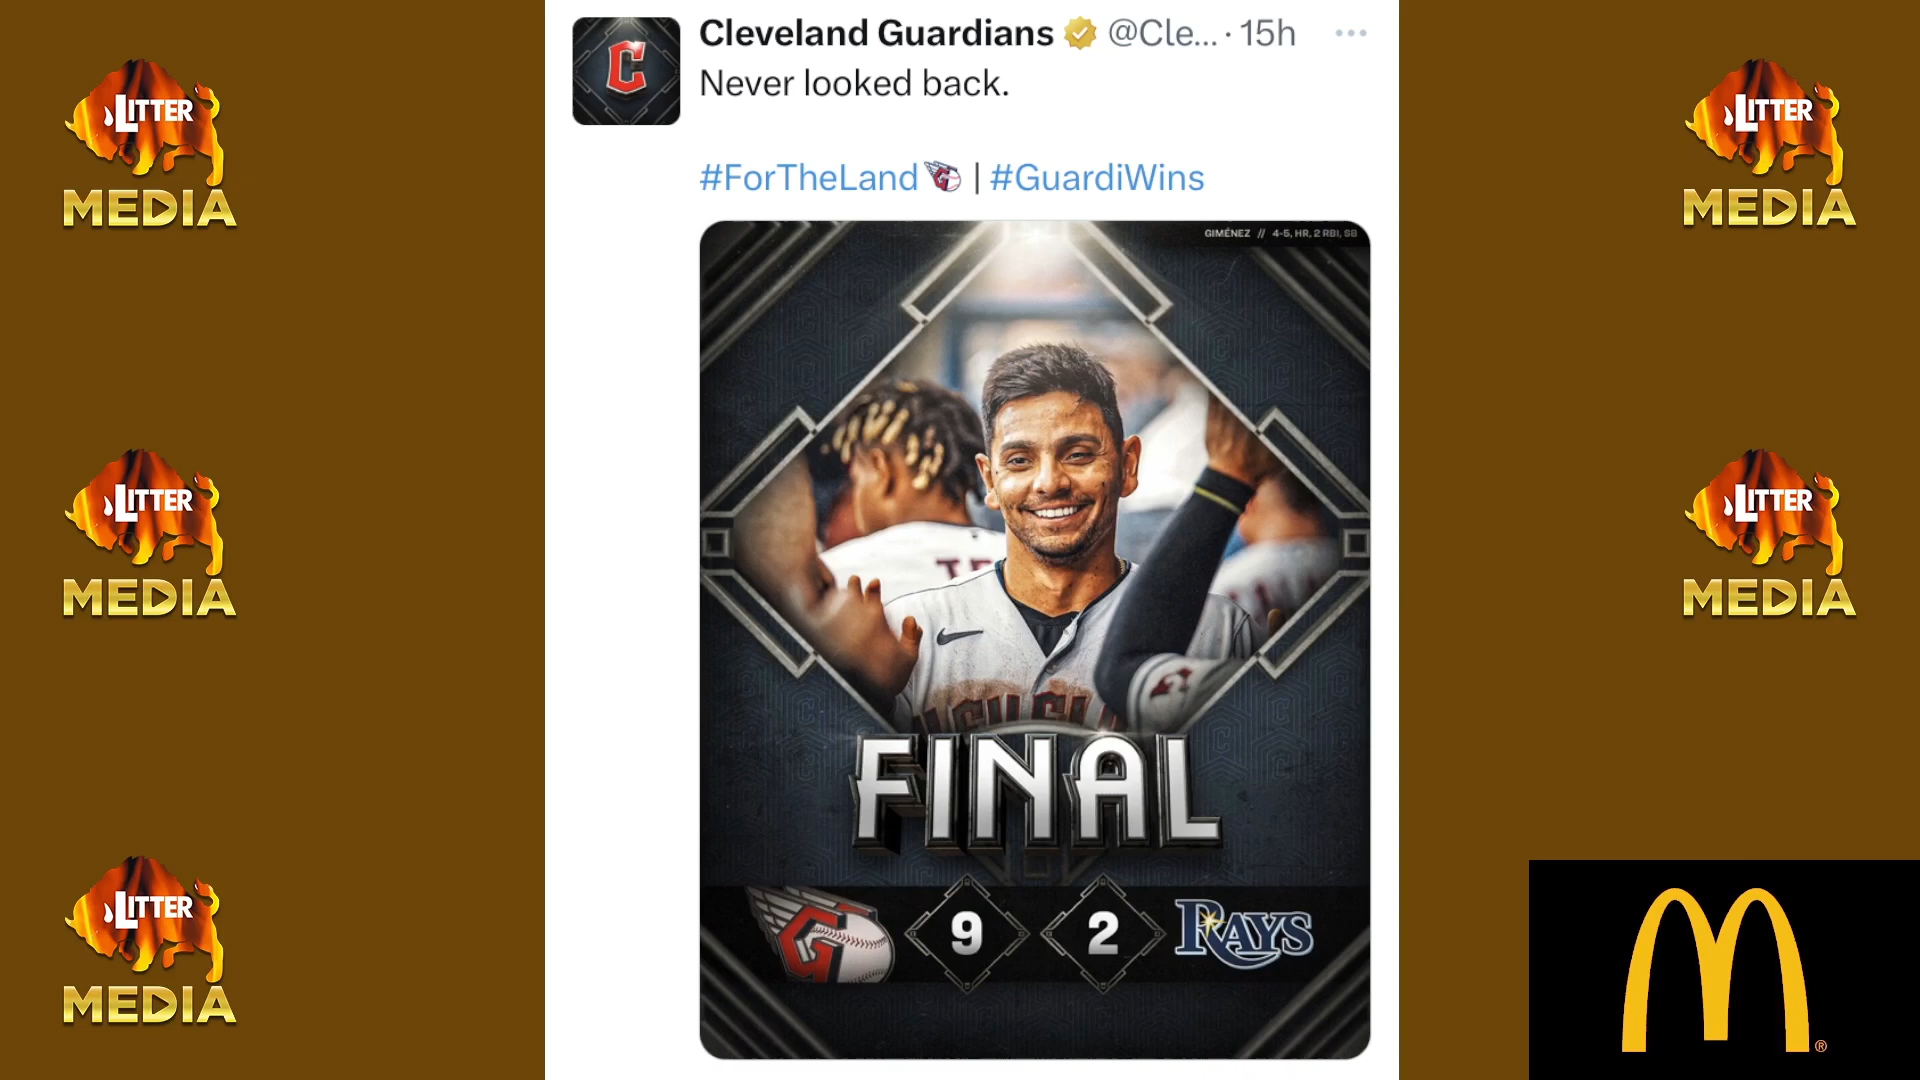 Cleveland Guardians @Cle... · 15h
Never looked back.
#ForTheLand | #GuardiWins
GIMÉNEZ // 4-5, HR, 2 RBI, SB
FINAL
9 2 RAYS
LITTER
MEDIA
LITTER
MEDIA
LITTER
MEDIA
LITTER
MEDIA
LITTER
MEDIA
M
®